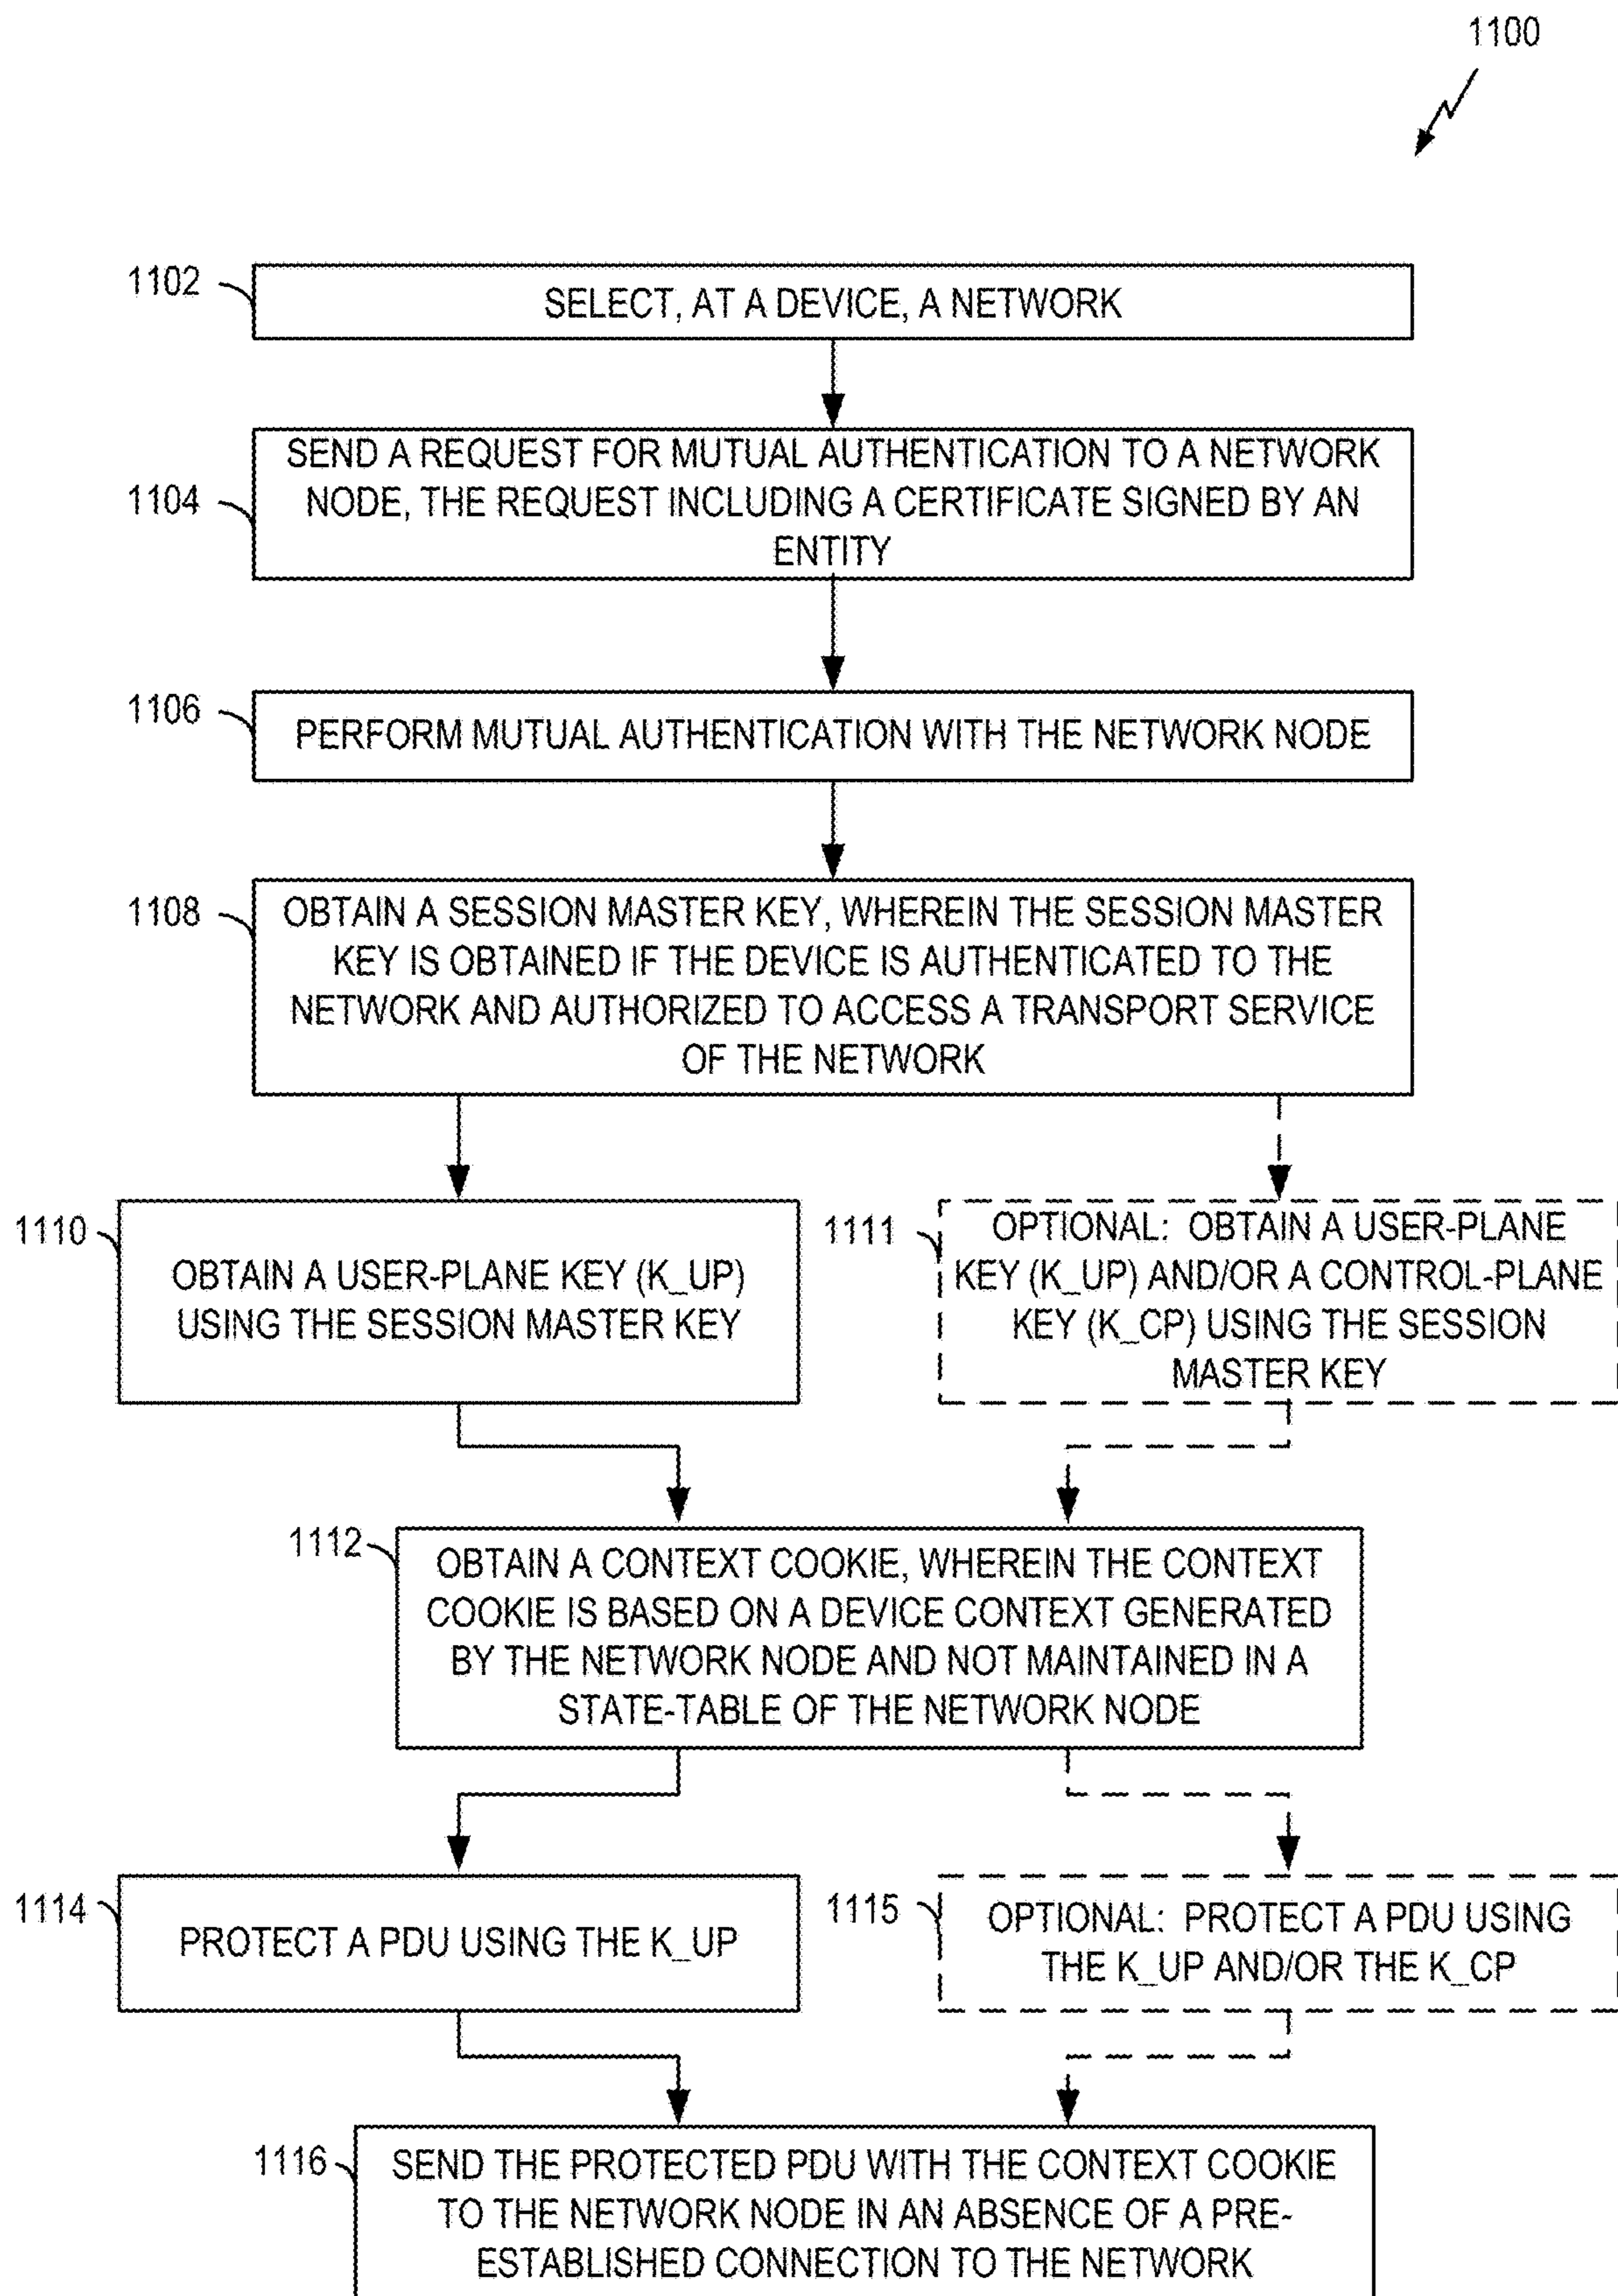 1100
1102
SELECT, AT A DEVICE, A NETWORK
1104
SEND A REQUEST FOR MUTUAL AUTHENTICATION TO A NETWORK
NODE, THE REQUEST INCLUDING A CERTIFICATE SIGNED BY AN
ENTITY
1106
PERFORM MUTUAL AUTHENTICATION WITH THE NETWORK NODE
1108
OBTAIN A SESSION MASTER KEY, WHEREIN THE SESSION MASTER
KEY IS OBTAINED IF THE DEVICE IS AUTHENTICATED TO THE
NETWORK AND AUTHORIZED TO ACCESS A TRANSPORT SERVICE
OF THE NETWORK
1110
OBTAIN A USER-PLANE KEY (K_UP)
USING THE SESSION MASTER KEY
1111
OPTIONAL: OBTAIN A USER-PLANE
KEY (K_UP) AND/OR A CONTROL-PLANE
KEY (K_CP) USING THE SESSION
MASTER KEY
1112
OBTAIN A CONTEXT COOKIE, WHEREIN THE CONTEXT
COOKIE IS BASED ON A DEVICE CONTEXT GENERATED
BY THE NETWORK NODE AND NOT MAINTAINED IN A
STATE-TABLE OF THE NETWORK NODE
1114
PROTECT A PDU USING THE K_UP
1115
OPTIONAL: PROTECT A PDU USING
THE K_UP AND/OR THE K_CP
1116
SEND THE PROTECTED PDU WITH THE CONTEXT COOKIE
TO THE NETWORK NODE IN AN ABSENCE OF A PRE-
ESTABLISHED CONNECTION TO THE NETWORK